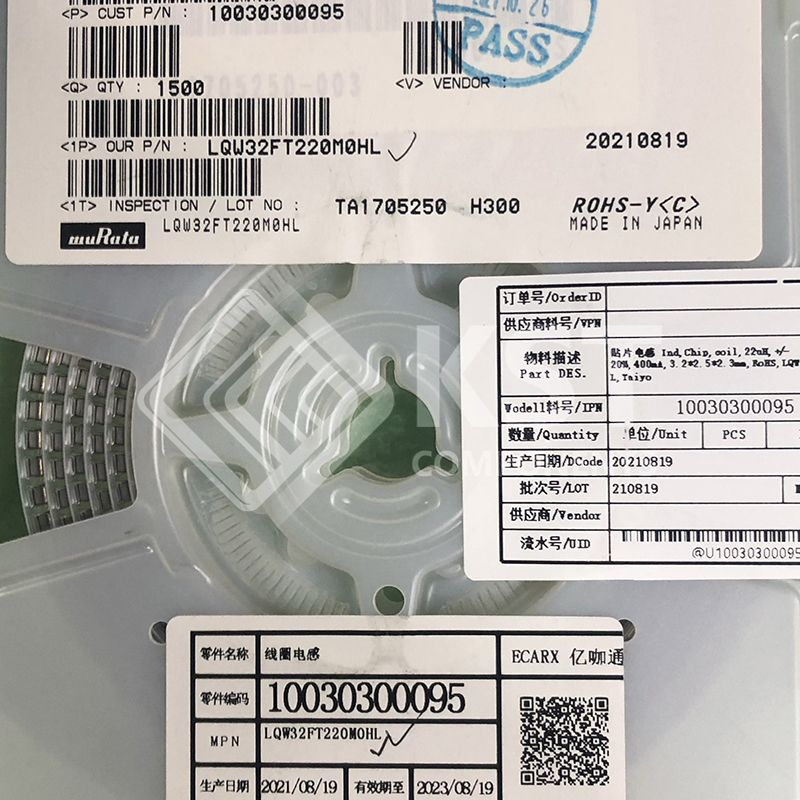 <P> CUST P/N : 10030300095
PASS
<Q> QTY : 1500
<V> VENDOR :
<1P> OUR P/N : LQW32FT220M0HL
20210819
<1T> INSPECTION / LOT NO : TA1705250 H300
ROHS-Y<C>
muRata
LQW32FT220M0HL
MADE IN JAPAN
订单号/OrderID
供应商料号/VPN
物料描述
Part DES.
贴片电感 Ind,Chip,coil,22uH,+/-
20%,400mA,3.2*2.5*2.3mm,RoHS,LQW
L,Taiyo
Wodell料号/IPN 10030300095
数量/Quantity 单位/Unit PCS
生产日期/DCode 20210819
批次号/LOT 210819
供应商/Vendor
流水号/UID
@U10030300095
KST
零件名称 线圈电感 ECARX 亿咖通
零件编码 10030300095
MPN LQW32FT220M0HL
生产日期 2021/08/19 有效期至 2023/08/19